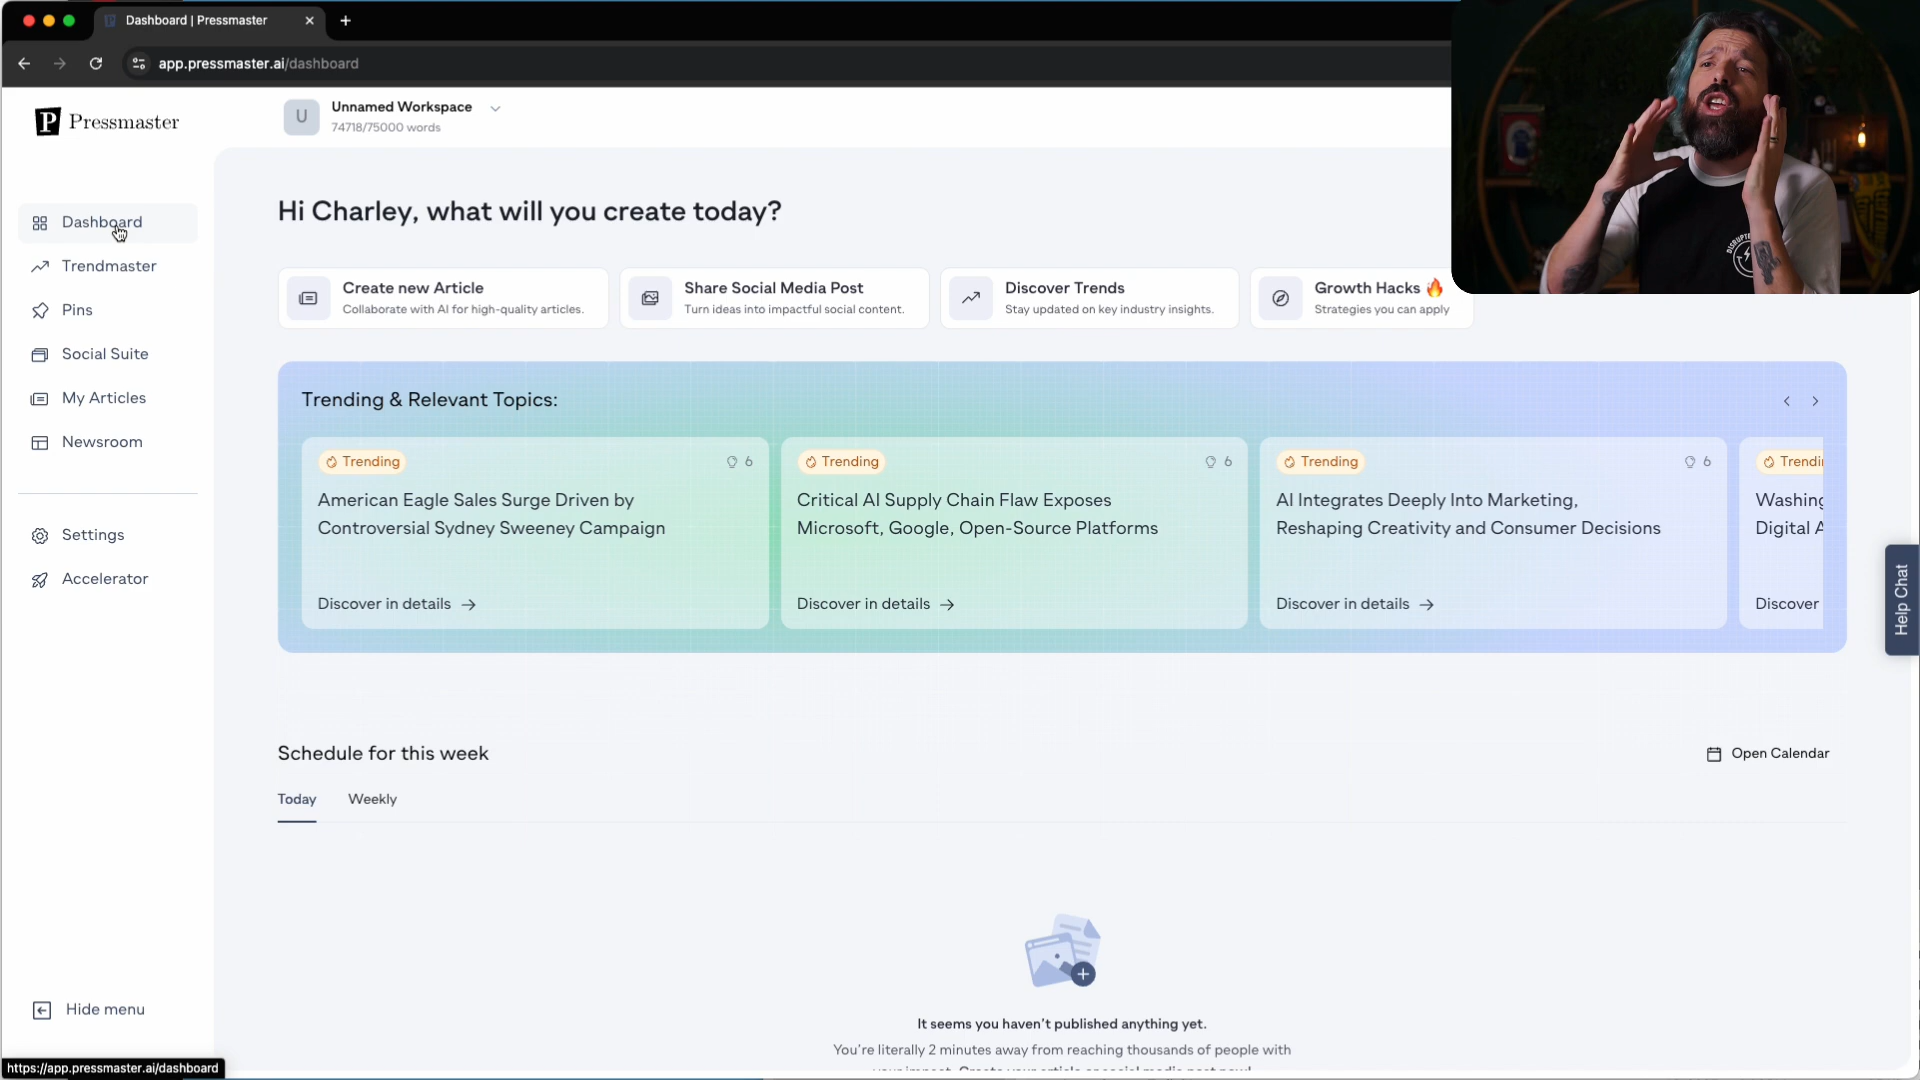 Dashboard | Pressmaster
app.pressmaster.ai/dashboard
Pressmaster
U
Unnamed Workspace
74718/75000 words
Dashboard
Trendmaster
Pins
Social Suite
My Articles
Newsroom
Settings
Accelerator
Hide menu
https://app.pressmaster.ai/dashboard
Hi Charley, what will you create today?
Create new Article
Collaborate with AI for high-quality articles.
Share Social Media Post
Turn ideas into impactful social content.
Discover Trends
Stay updated on key industry insights.
Growth Hacks 🔥
Strategies you can apply
Trending & Relevant Topics:
Trending
6
American Eagle Sales Surge Driven by
Controversial Sydney Sweeney Campaign
Discover in details
Trending
6
Critical AI Supply Chain Flaw Exposes
Microsoft, Google, Open-Source Platforms
Discover in details
Trending
6
AI Integrates Deeply Into Marketing,
Reshaping Creativity and Consumer Decisions
Discover in details
Trendi
Washing
Digital A
Discover
Help Chat
Schedule for this week
Open Calendar
Today
Weekly
It seems you haven't published anything yet.
You're literally 2 minutes away from reaching thousands of people with